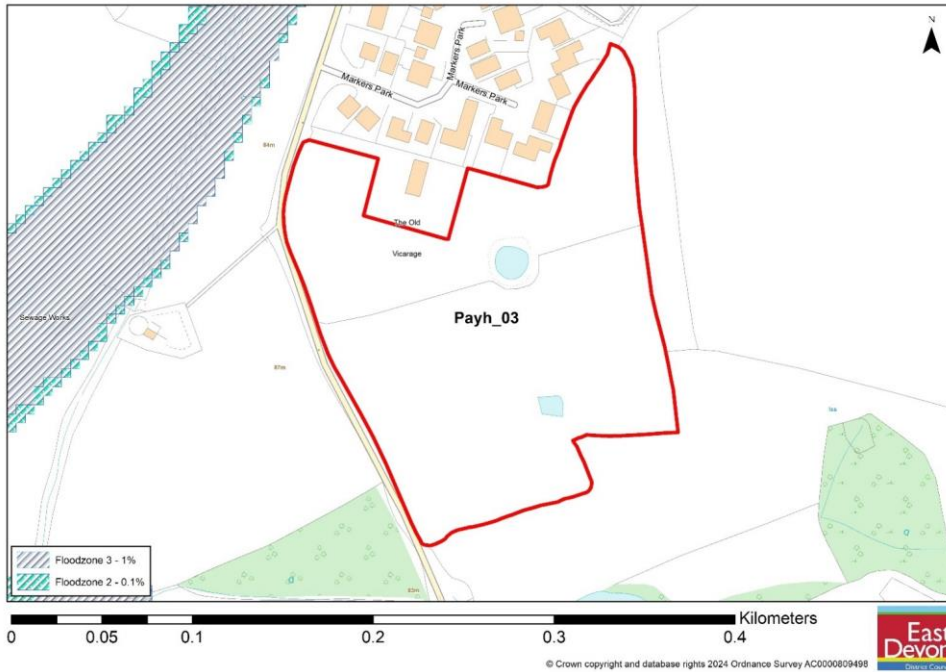 N
Markers Park
Markers Park
Markers Park
84m
The Old
Vicarage
Payh_03
Sewage Works
87m
83m
Floodzone 3 - 1%
Floodzone 2 - 0.1%
0 0.05 0.1 0.2 0.3 0.4 Kilometers
East
Devon
District Council
© Crown copyright and database rights 2024 Ordnance Survey AC0000809498